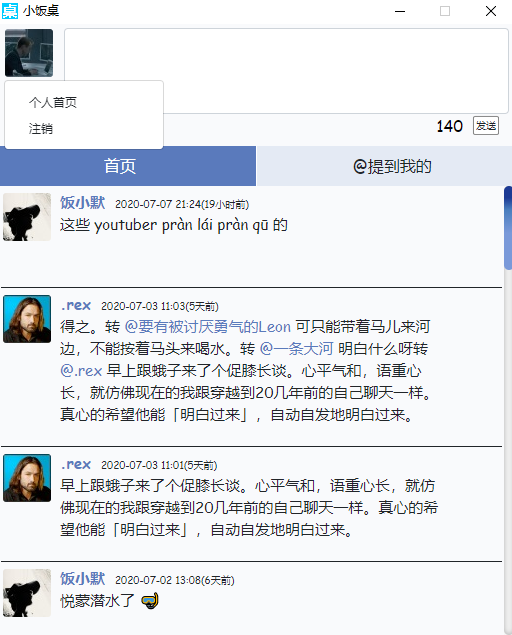 桌 小饭桌
个人首页
注销
140 发送
首页 @提到我的
饭小默 2020-07-07 21:24(19小时前)
这些 youtuber pràn lái pràn qū 的
.rex 2020-07-03 11:03(5天前)
得之。转 @要有被讨厌勇气的Leon 可只能带着马儿来河
边，不能按着马头来喝水。转 @一条大河 明白什么呀转
@.rex 早上跟蛾子来了个促膝长谈。心平气和，语重心
长，就仿佛现在的我跟穿越到20几年前的自己聊天一样。
真心的希望他能「明白过来」，自动自发地明白过来。
.rex 2020-07-03 11:01(5天前)
早上跟蛾子来了个促膝长谈。心平气和，语重心长，就仿
佛现在的我跟穿越到20几年前的自己聊天一样。真心的希
望他能「明白过来」，自动自发地明白过来。
饭小默 2020-07-02 13:08(6天前)
悦蒙潜水了 🤿